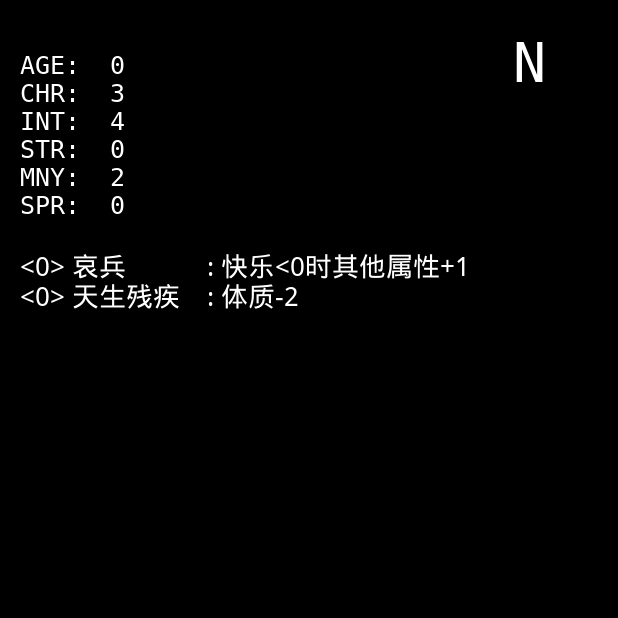 N
AGE: 0
CHR: 3
INT: 4
STR: 0
MNY: 2
SPR: 0
<0> 哀兵 : 快乐<0时其他属性+1
<0> 天生残疾 : 体质-2